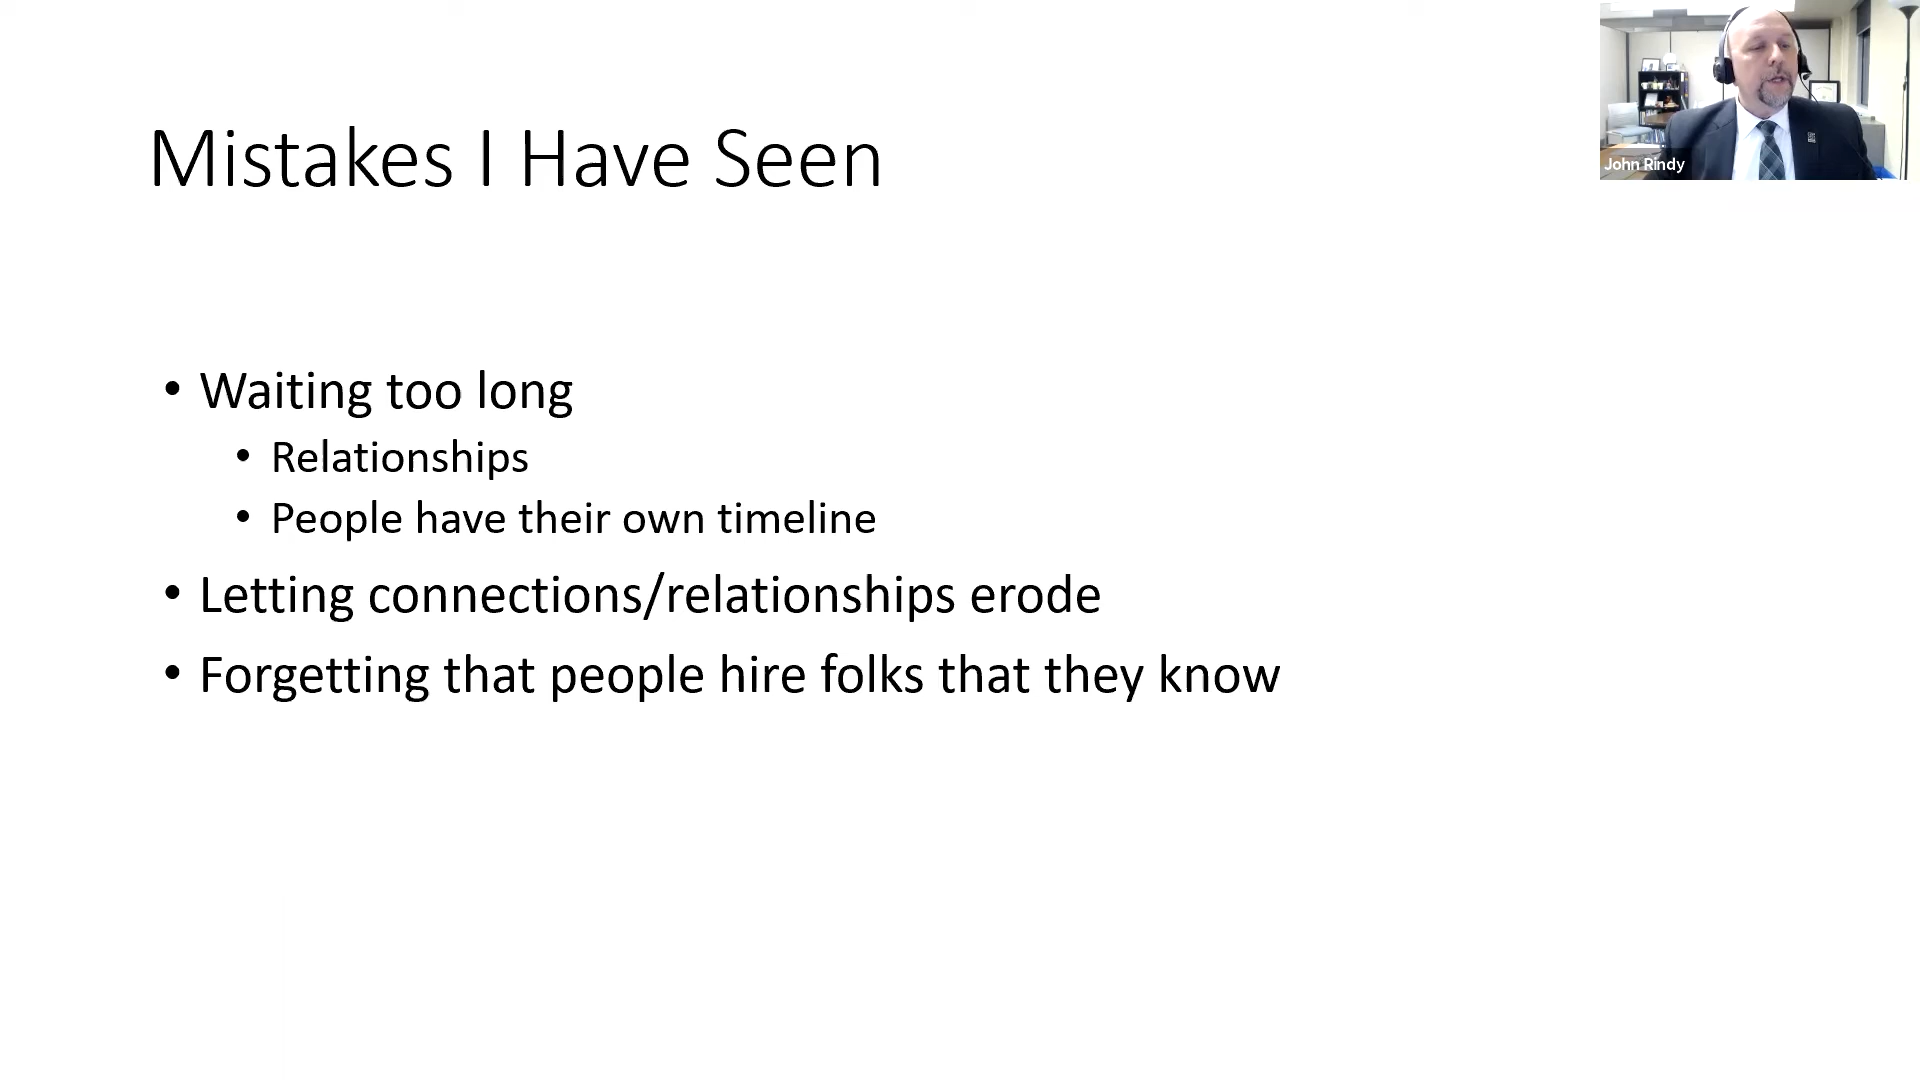 Mistakes I Have Seen
John Rindy
• Waiting too long
• Relationships
• People have their own timeline
• Letting connections/relationships erode
• Forgetting that people hire folks that they know